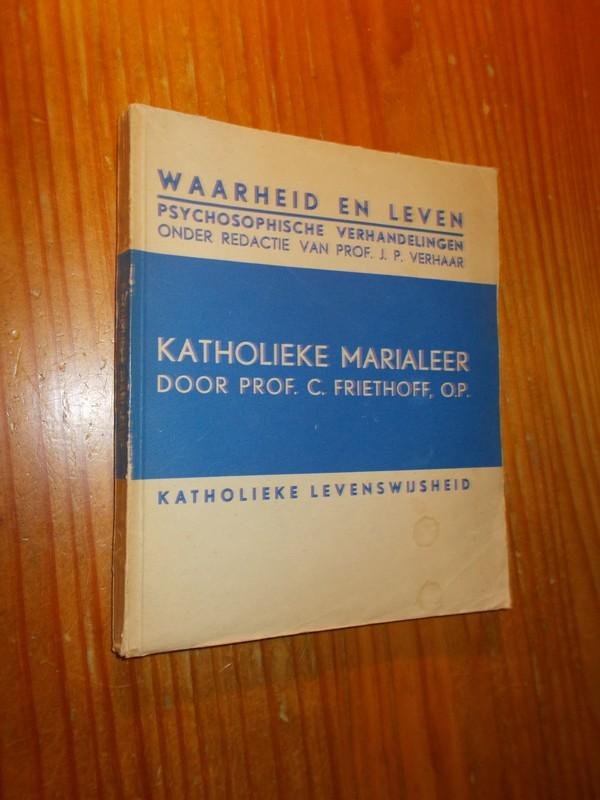 WAARHEID EN LEVEN
PSYCHOSOPHISCHE VERHANDELINGEN
ONDER REDACTIE VAN PROF. J. P. VERHAAR
KATHOLIEKE MARIALEER
DOOR PROF. C. FRIETHOFF, O.P.
KATHOLIEKE LEVENSWIJSHEID